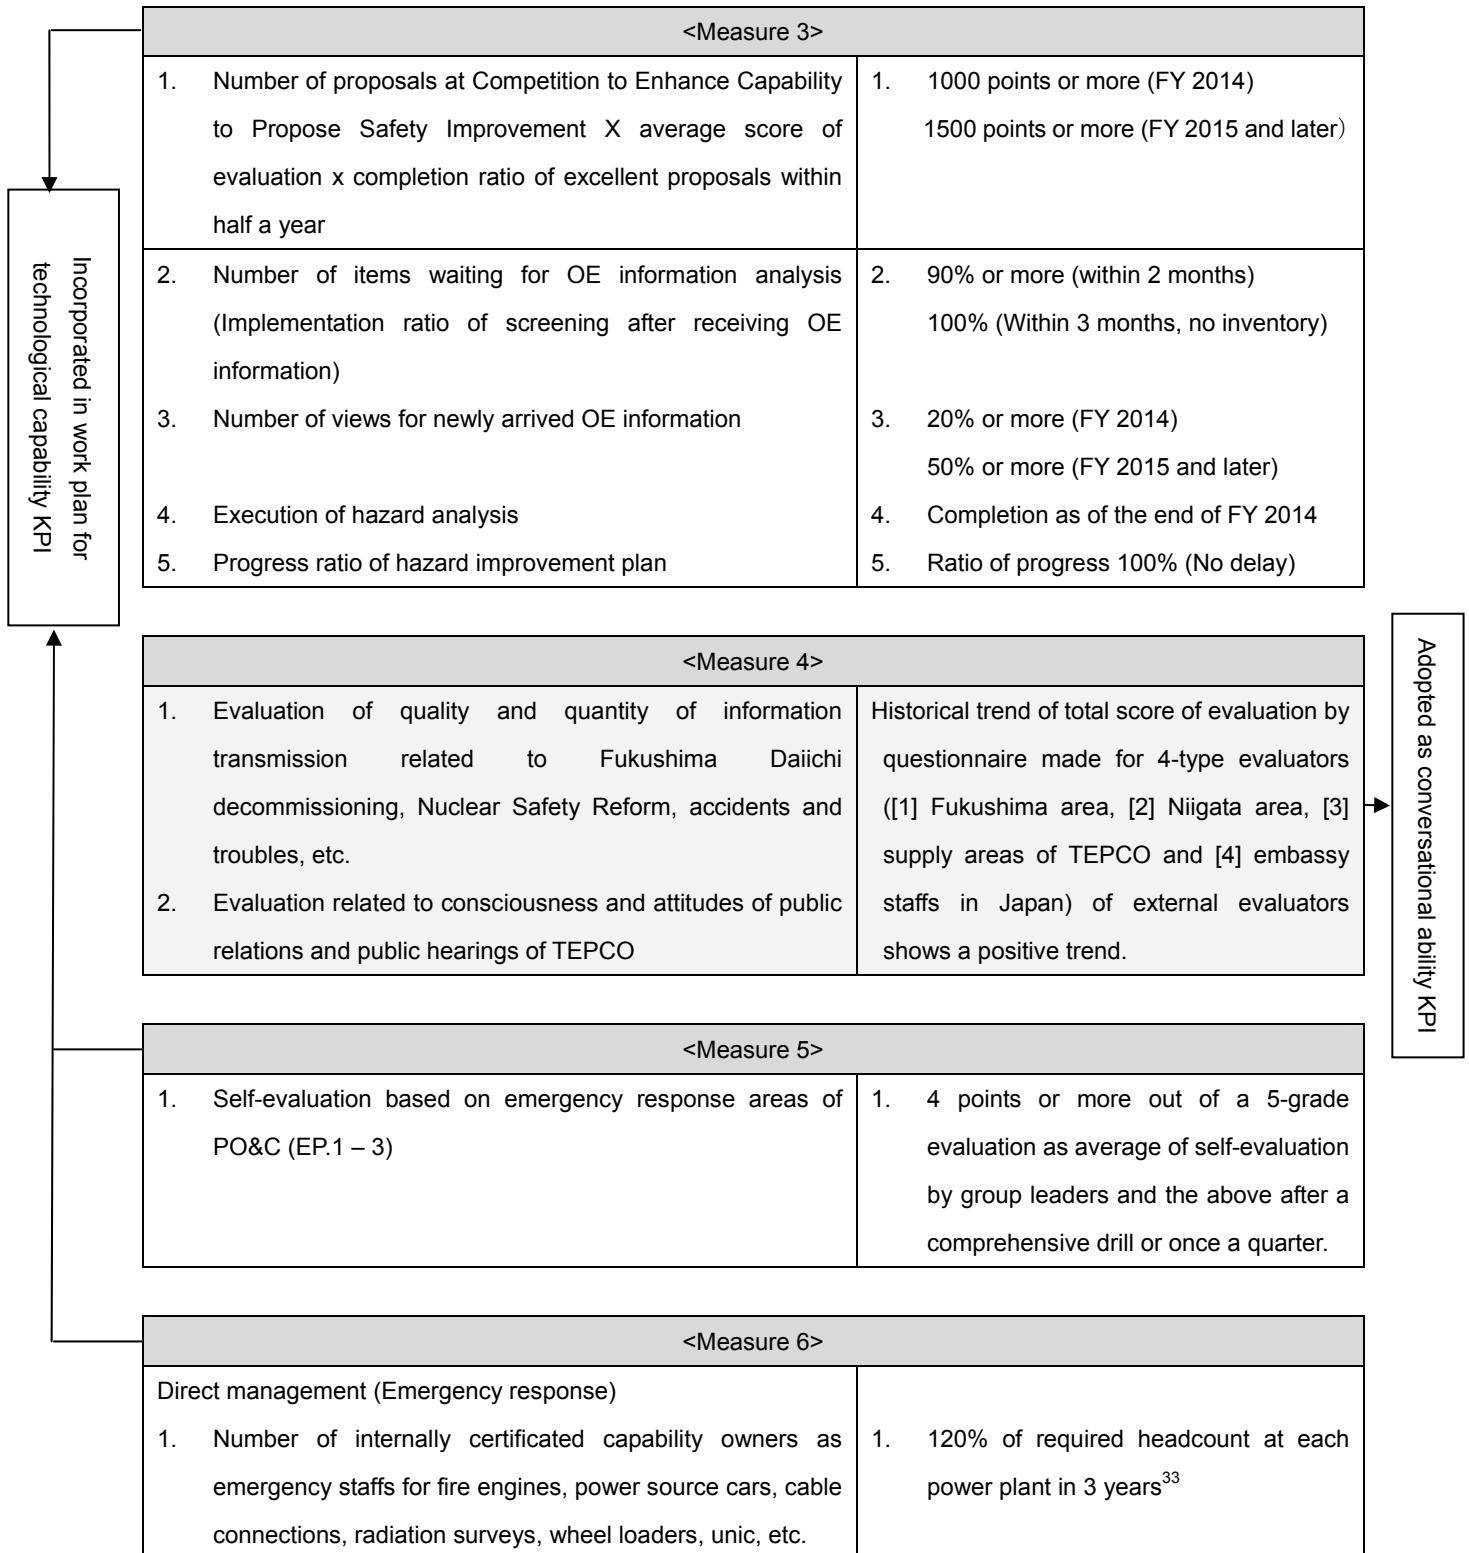 <Measure 3>
1. Number of proposals at Competition to Enhance Capability
to Propose Safety Improvement X average score of
evaluation x completion ratio of excellent proposals within
half a year
1. 1000 points or more (FY 2014)
1500 points or more (FY 2015 and later)
2. Number of items waiting for OE information analysis
(Implementation ratio of screening after receiving OE
information)
2. 90% or more (within 2 months)
100% (Within 3 months, no inventory)
3. Number of views for newly arrived OE information
3. 20% or more (FY 2014)
50% or more (FY 2015 and later)
4. Execution of hazard analysis
4. Completion as of the end of FY 2014
5. Progress ratio of hazard improvement plan
5. Ratio of progress 100% (No delay)
Incorporated in work plan for
technological capability KPI
<Measure 4>
1. Evaluation of quality and quantity of information
transmission related to Fukushima Daiichi
decommissioning, Nuclear Safety Reform, accidents and
troubles, etc.
2. Evaluation related to consciousness and attitudes of public
relations and public hearings of TEPCO
Historical trend of total score of evaluation by
questionnaire made for 4-type evaluators
([1] Fukushima area, [2] Niigata area, [3]
supply areas of TEPCO and [4] embassy
staffs in Japan) of external evaluators
shows a positive trend.
Adopted as conversational ability KPI
<Measure 5>
1. Self-evaluation based on emergency response areas of
PO&C (EP.1 – 3)
1. 4 points or more out of a 5-grade
evaluation as average of self-evaluation
by group leaders and the above after a
comprehensive drill or once a quarter.
<Measure 6>
Direct management (Emergency response)
1. Number of internally certificated capability owners as
emergency staffs for fire engines, power source cars, cable
connections, radiation surveys, wheel loaders, unic, etc.
1. 120% of required headcount at each
power plant in 3 years33